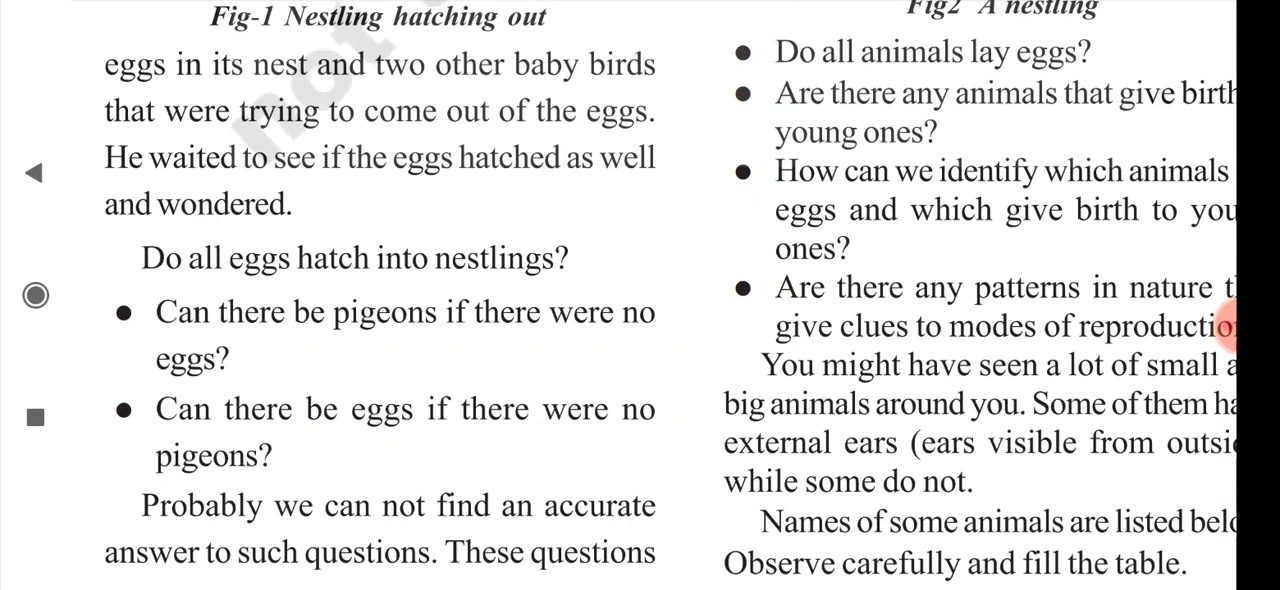 Fig-1 Nestling hatching out
eggs in its nest and two other baby birds
that were trying to come out of the eggs.
He waited to see if the eggs hatched as well
and wondered.
Do all eggs hatch into nestlings?
● Can there be pigeons if there were no
eggs?
● Can there be eggs if there were no
pigeons?
Probably we can not find an accurate
answer to such questions. These questions
Fig2 A nestling
● Do all animals lay eggs?
● Are there any animals that give birth
young ones?
● How can we identify which animals
eggs and which give birth to you
ones?
● Are there any patterns in nature
give clues to modes of reproductio
You might have seen a lot of small a
big animals around you. Some of them ha
external ears (ears visible from outsi
while some do not.
Names of some animals are listed belo
Observe carefully and fill the table.
not